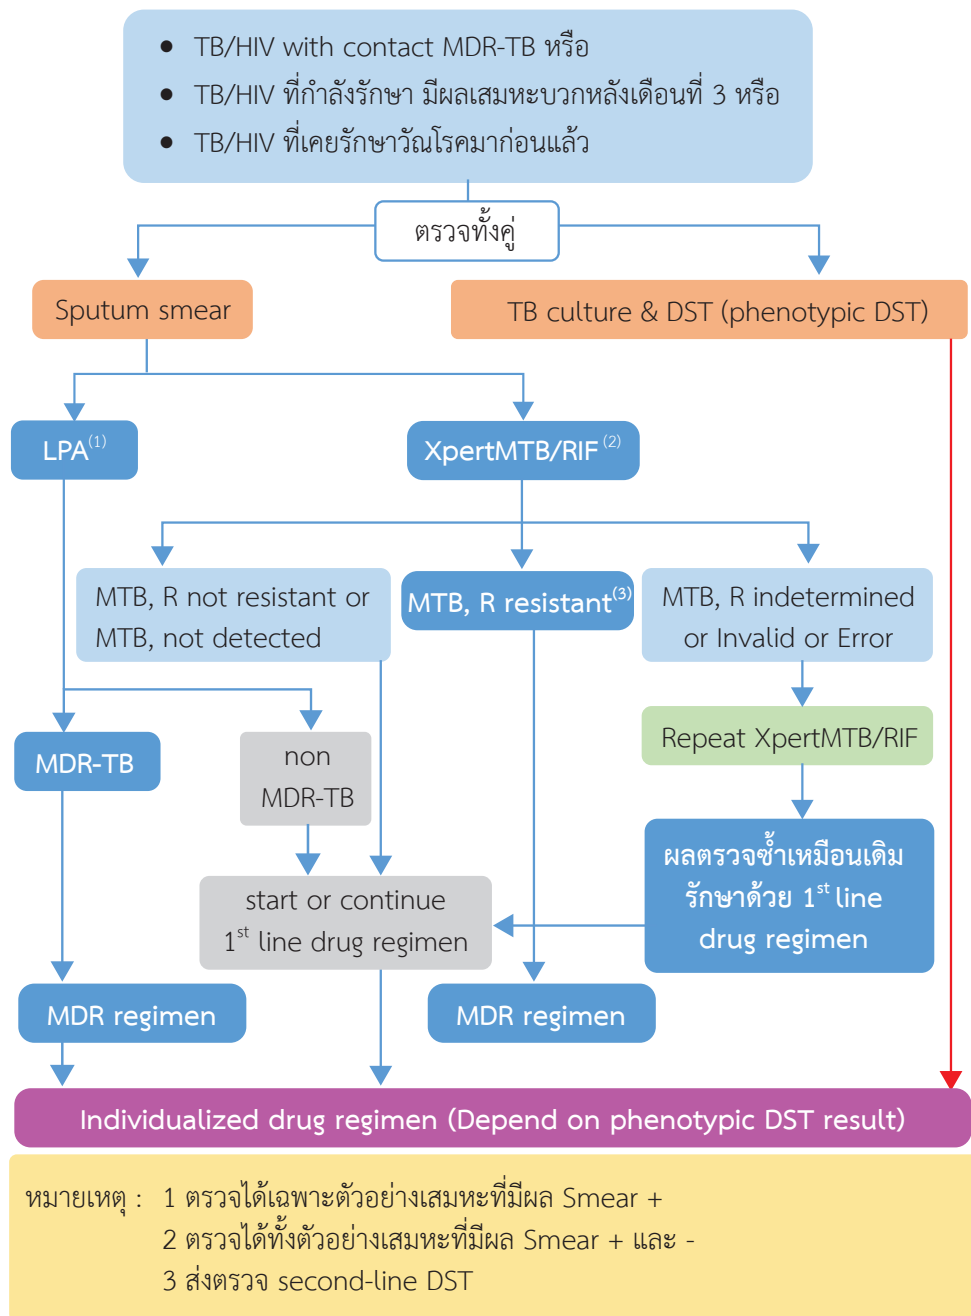 • TB/HIV with contact MDR-TB หรือ
• TB/HIV ที่กำลังรักษา มีผลเสมหะบวกหลังเดือนที่ 3 หรือ
• TB/HIV ที่เคยรักษาวัณโรคมาก่อนแล้ว
ตรวจทั้งคู่
Sputum smear
TB culture & DST (phenotypic DST)
LPA(1)
XpertMTB/RIF (2)
MTB, R not resistant or
MTB, not detected
MTB, R resistant(3)
MTB, R indetermined
or Invalid or Error
Repeat XpertMTB/RIF
MDR-TB
non
MDR-TB
ผลตรวจซ้ำเหมือนเดิม
รักษาด้วย 1st line
drug regimen
start or continue
1st line drug regimen
MDR regimen
MDR regimen
Individualized drug regimen (Depend on phenotypic DST result)
หมายเหตุ : 1 ตรวจได้เฉพาะตัวอย่างเสมหะที่มีผล Smear +
2 ตรวจได้ทั้งตัวอย่างเสมหะที่มีผล Smear + และ -
3 ส่งตรวจ second-line DST